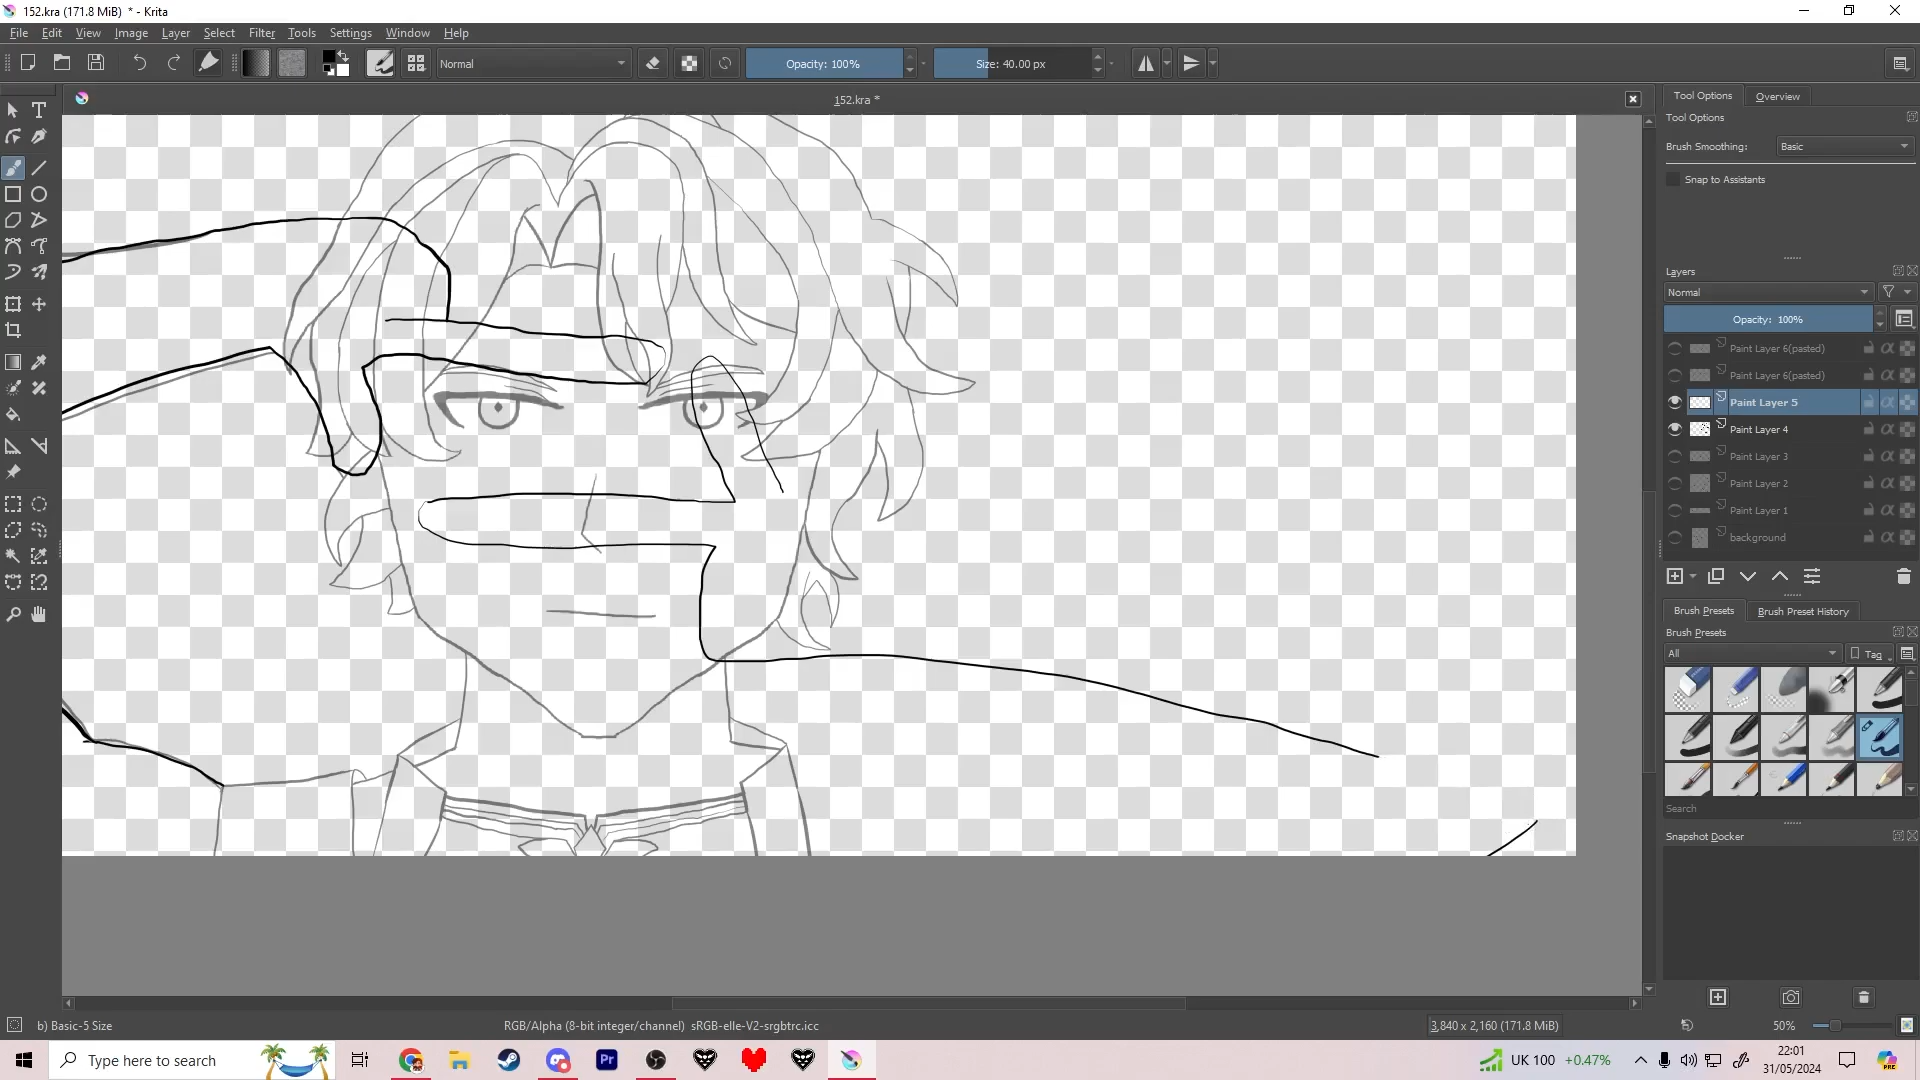 152.kra (171.8 MiB)  * - Krita
File Edit View Image Layer Select Filter Tools Settings Window Help
Normal Opacity: 100% Size: 40.00 px
152.kra *
Tool Options Overview
Tool Options
Brush Smoothing: Basic
Snap to Assistants
Layers
Normal
Opacity:  100%
Paint Layer 6(pasted)
Paint Layer 6(pasted)
Paint Layer 5
Paint Layer 4
Paint Layer 3
Paint Layer 2
Paint Layer 1
background
Brush Presets Brush Preset History
Brush Presets
All Tag
Search
Snapshot Docker
b) Basic-5 Size RGB/Alpha (8-bit integer/channel)  sRGB-elle-V2-srgbtrc.icc 3,840 x 2,160 (171.8 MiB) 50%
Type here to search Pr UK 100 +0.47% 22:01
31/05/2024